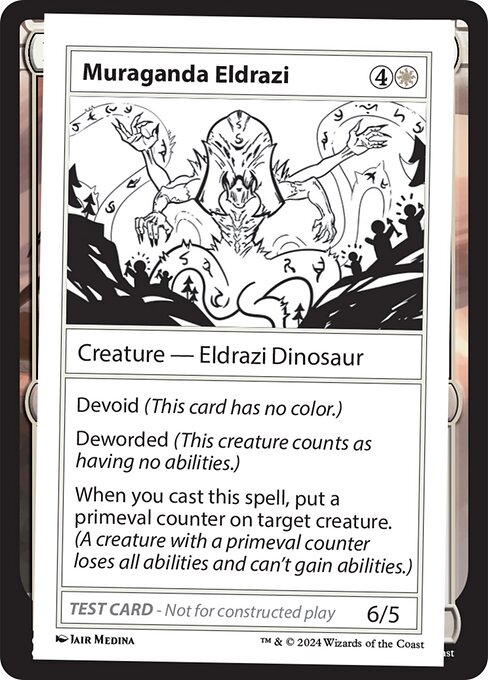 Muraganda Eldrazi 4
Creature — Eldrazi Dinosaur
Devoid (This card has no color.)
Deworded (This creature counts as
having no abilities.)
When you cast this spell, put a
primeval counter on target creature.
(A creature with a primeval counter
loses all abilities and can't gain abilities.)
TEST CARD - Not for constructed play 6/5
Jair Medina ™ & © 2024 Wizards of the Coast